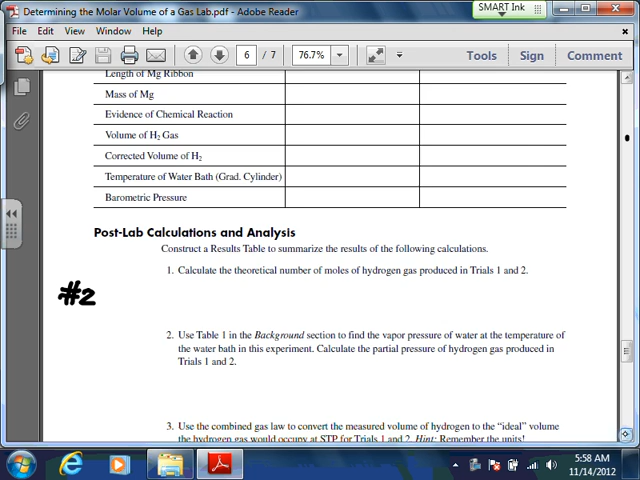 Determining the Molar Volume of a Gas Lab.pdf - Adobe Reader
SMART Ink
File Edit View Window Help
6 / 7 76.7% Tools Sign Comment
Length of Mg Ribbon
Mass of Mg
Evidence of Chemical Reaction
Volume of H2 Gas
Corrected Volume of H2
Temperature of Water Bath (Grad. Cylinder)
Barometric Pressure
Post-Lab Calculations and Analysis
Construct a Results Table to summarize the results of the following calculations.
1. Calculate the theoretical number of moles of hydrogen gas produced in Trials 1 and 2.
#2
2. Use Table 1 in the Background section to find the vapor pressure of water at the temperature of
the water bath in this experiment. Calculate the partial pressure of hydrogen gas produced in
Trials 1 and 2.
3. Use the combined gas law to convert the measured volume of hydrogen to the “ideal” volume
the hydrogen gas would occupy at STP for Trials 1 and 2. Hint: Remember the units!
5:58 AM
11/14/2012